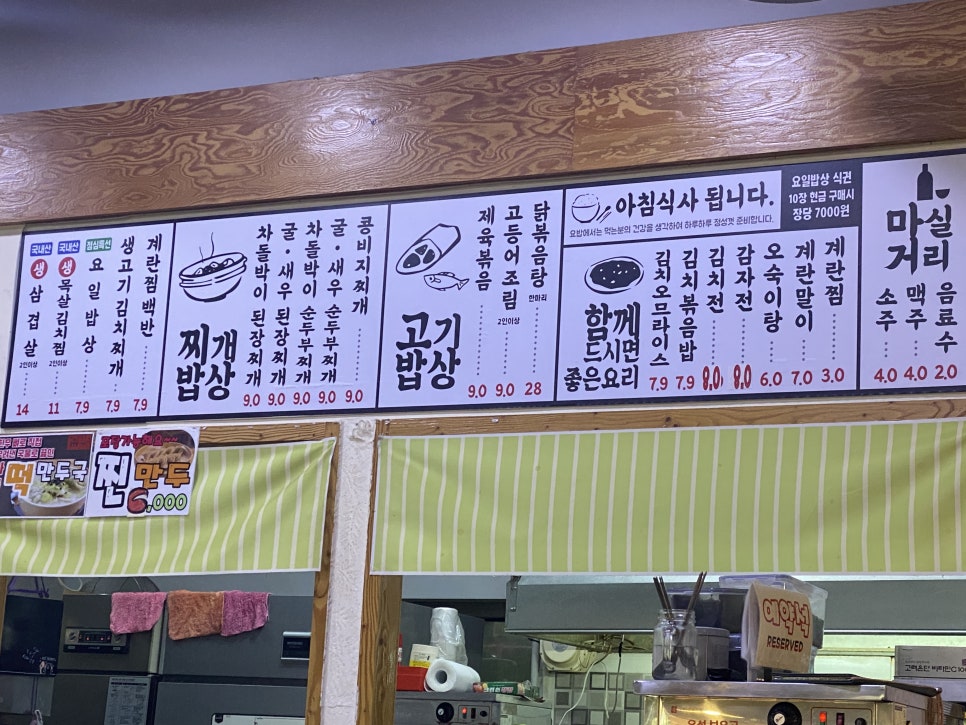 국내산
생 삼겹살
2인이상
14
국내산
생 목살김치찜
2인이상
11
점심특선
요일밥상
7.9
생고기김치찌개
7.9
계란찜백반
7.9
찌개
밥상
차돌박이 된장찌개
9.0
굴·새우 된장찌개
9.0
차돌박이 순두부찌개
9.0
굴·새우 순두부찌개
9.0
콩비지찌개
9.0
고기
밥상
제육볶음
9.0
고등어조림
2인이상
9.0
닭볶음탕
한마리
28
아침식사 됩니다.
요밥에서는 먹는분의 건강을 생각하여 하루하루 정성껏 준비합니다.
요일밥상 식권
10장 현금 구매시
장당 7000원
함께
드시면
좋은요리
김치오므라이스
7.9
김치볶음밥
7.9
김치전
8.0
감자전
8.0
오숙이탕
6.0
계란말이
7.0
계란찜
3.0
마실
거리
소주
4.0
맥주
4.0
음료수
2.0
떡만두국
포장가능해요~~
찐만두
6,000
예약석
RESERVED